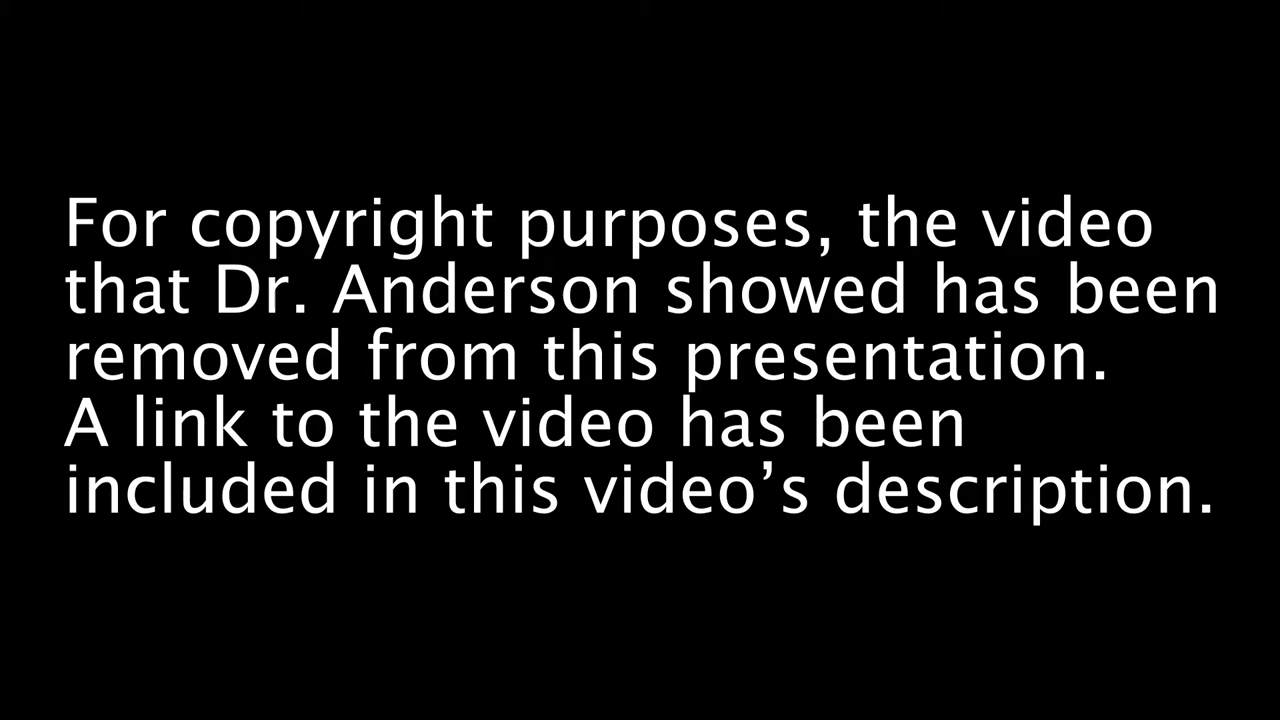 For copyright purposes, the video
that Dr. Anderson showed has been
removed from this presentation.
A link to the video has been
included in this video’s description.